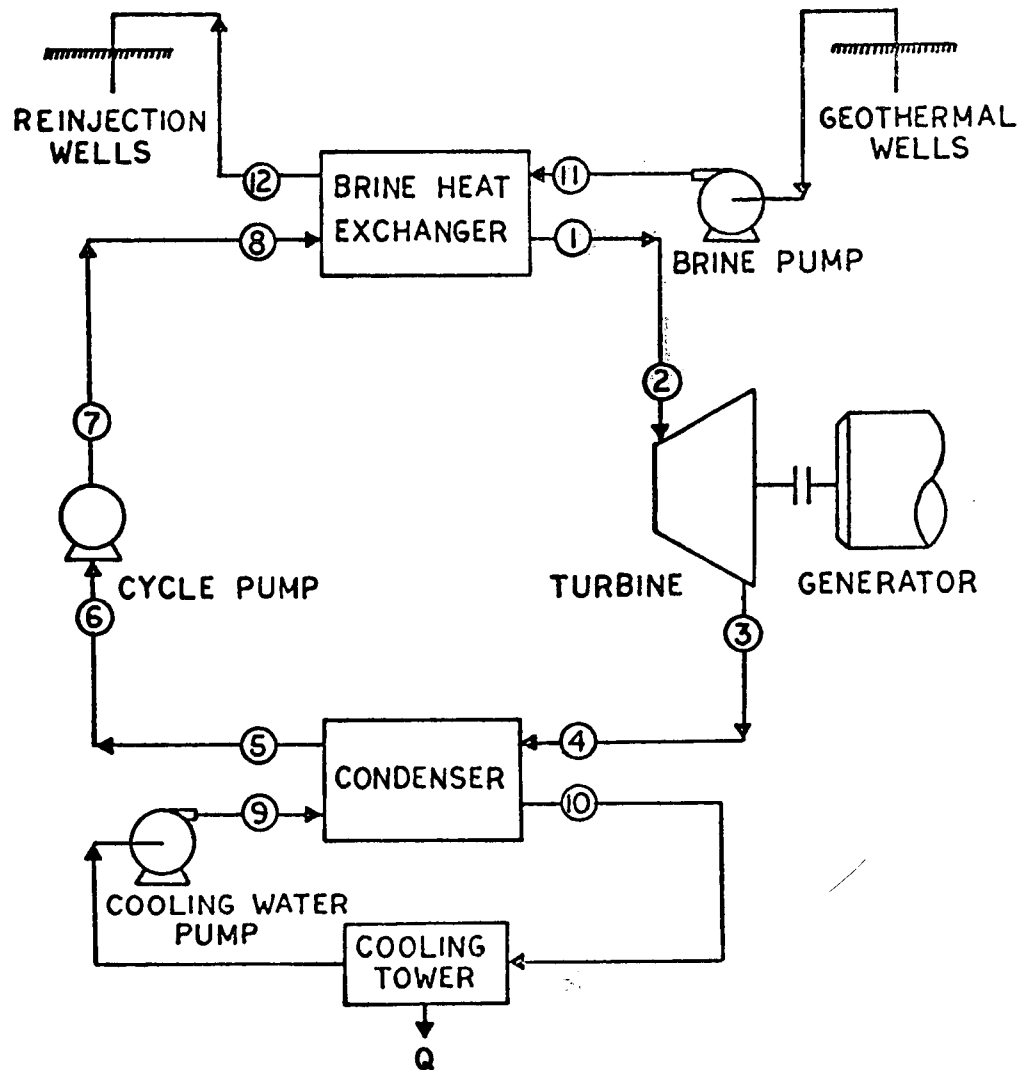 REINJECTION
WELLS
GEOTHERMAL
WELLS
12
BRINE HEAT
EXCHANGER
11
8
1
BRINE PUMP
2
7
CYCLE PUMP
TURBINE
GENERATOR
6
3
5
CONDENSER
4
9
10
COOLING WATER
PUMP
COOLING
TOWER
Q